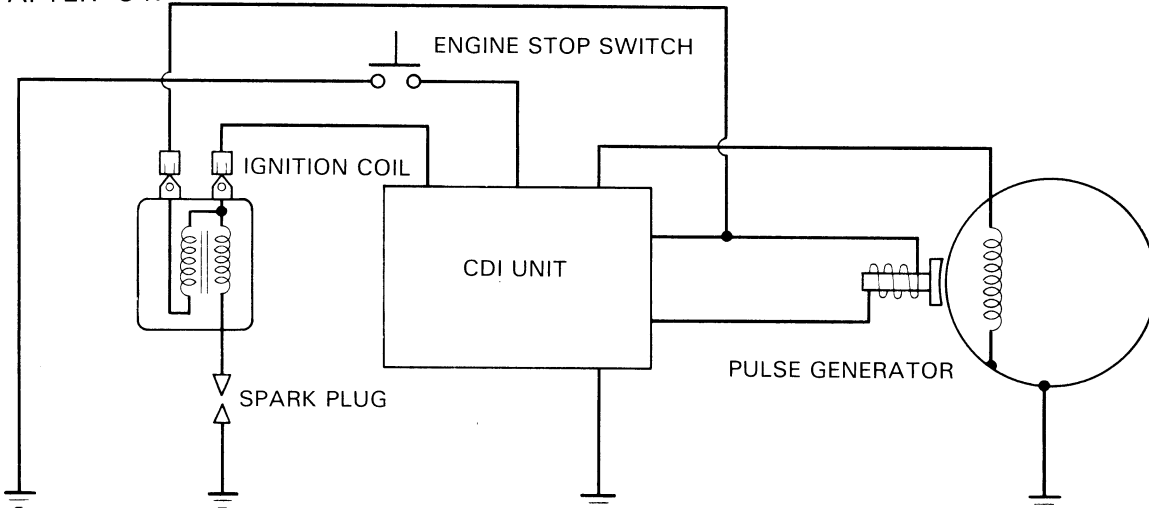 ENGINE STOP SWITCH
IGNITION COIL
CDI UNIT
PULSE GENERATOR
SPARK PLUG